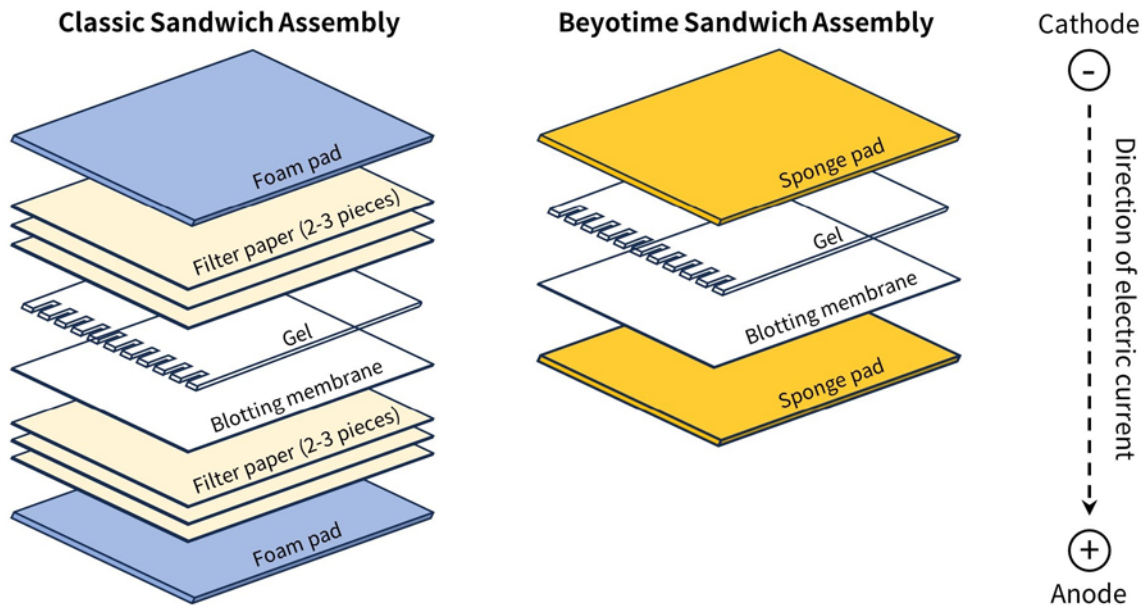 Classic Sandwich Assembly
Foam pad
Filter paper (2-3 pieces)
Gel
Blotting membrane
Filter paper (2-3 pieces)
Foam pad
Beyotime Sandwich Assembly
Sponge pad
Gel
Blotting membrane
Sponge pad
Cathode
-
Direction of electric current
+
Anode